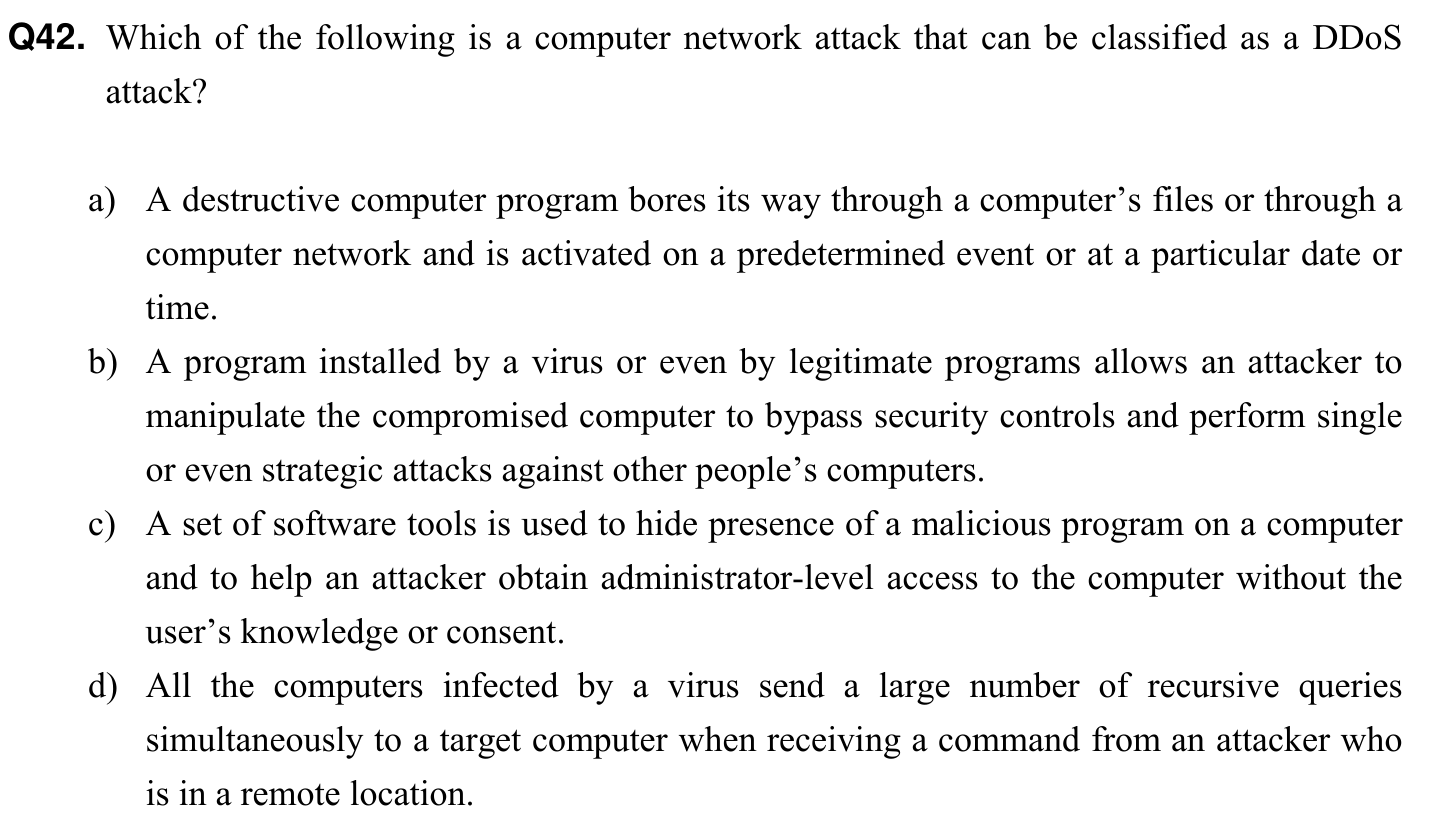 Q42. Which of the following is a computer network attack that can be classified as a DDoS
attack?
a) A destructive computer program bores its way through a computer’s files or through a
computer network and is activated on a predetermined event or at a particular date or
time.
b) A program installed by a virus or even by legitimate programs allows an attacker to
manipulate the compromised computer to bypass security controls and perform single
or even strategic attacks against other people’s computers.
c) A set of software tools is used to hide presence of a malicious program on a computer
and to help an attacker obtain administrator-level access to the computer without the
user’s knowledge or consent.
d) All the computers infected by a virus send a large number of recursive queries
simultaneously to a target computer when receiving a command from an attacker who
is in a remote location.